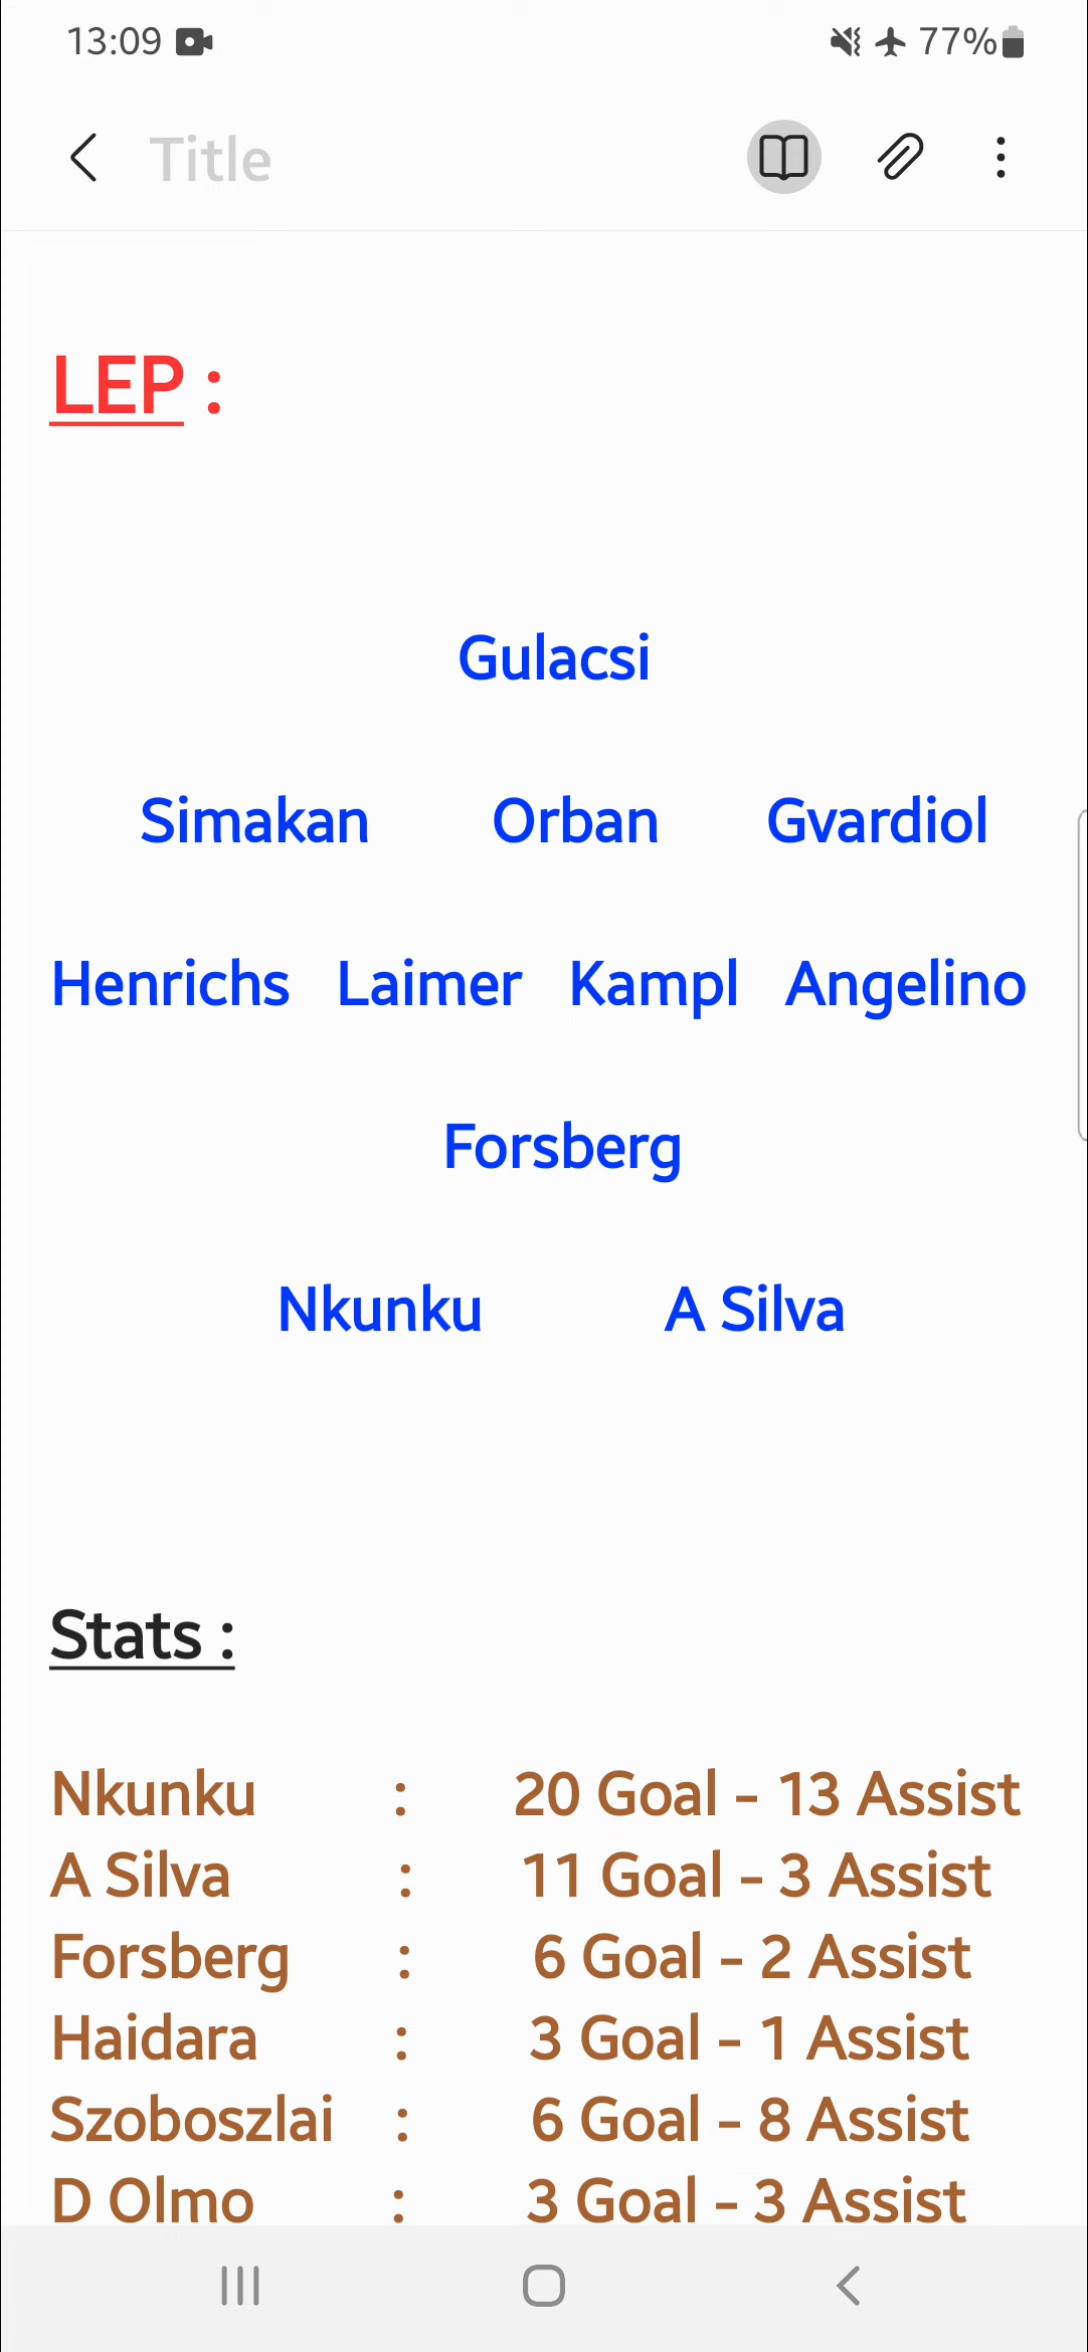 13:09 77%
Title
LEP :
Gulacsi
Simakan Orban Gvardiol
Henrichs Laimer Kampl Angelino
Forsberg
Nkunku A Silva
Stats :
Nkunku : 20 Goal - 13 Assist
A Silva : 11 Goal - 3 Assist
Forsberg : 6 Goal - 2 Assist
Haidara : 3 Goal - 1 Assist
Szoboszlai : 6 Goal - 8 Assist
D Olmo : 3 Goal - 3 Assist